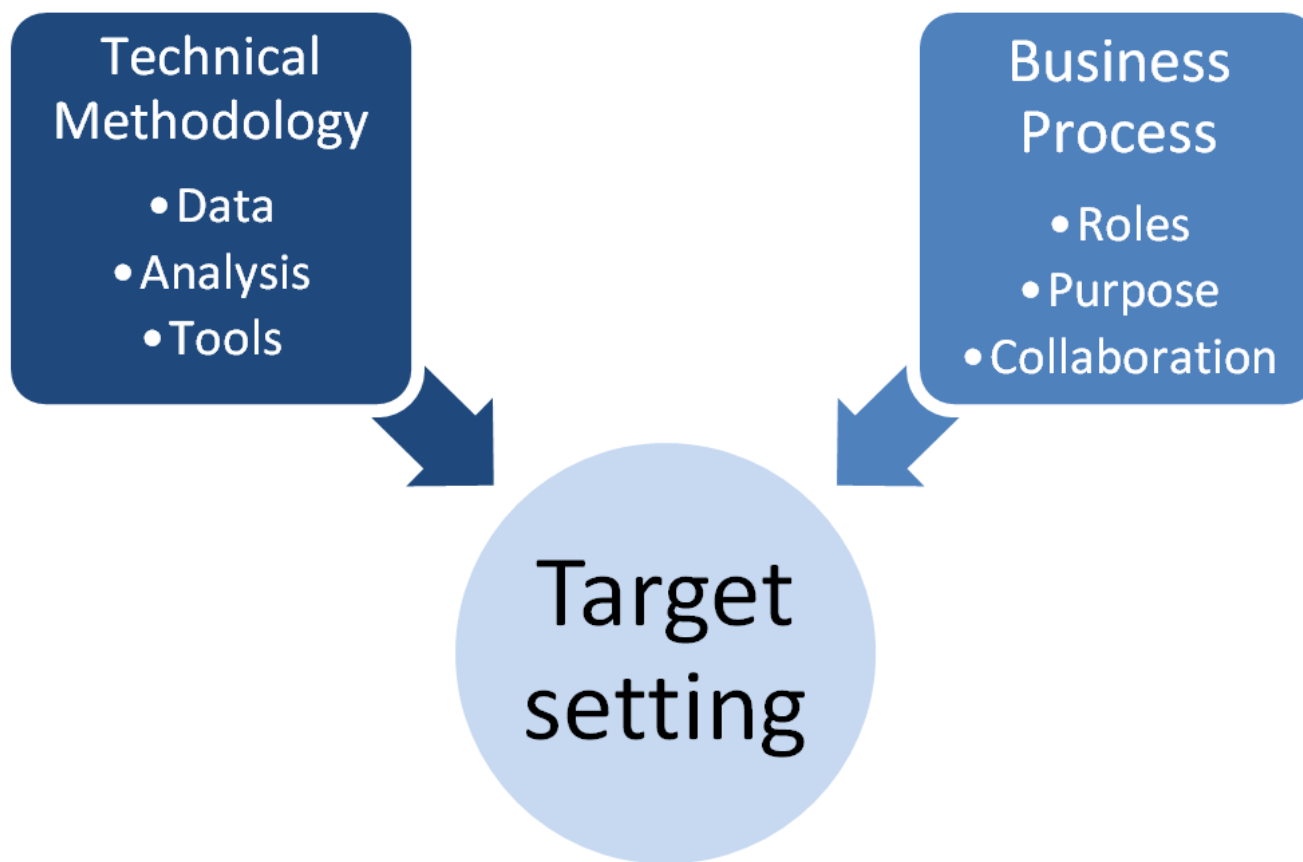 Technical
Methodology
• Data
• Analysis
• Tools
Business
Process
• Roles
• Purpose
• Collaboration
Target
setting